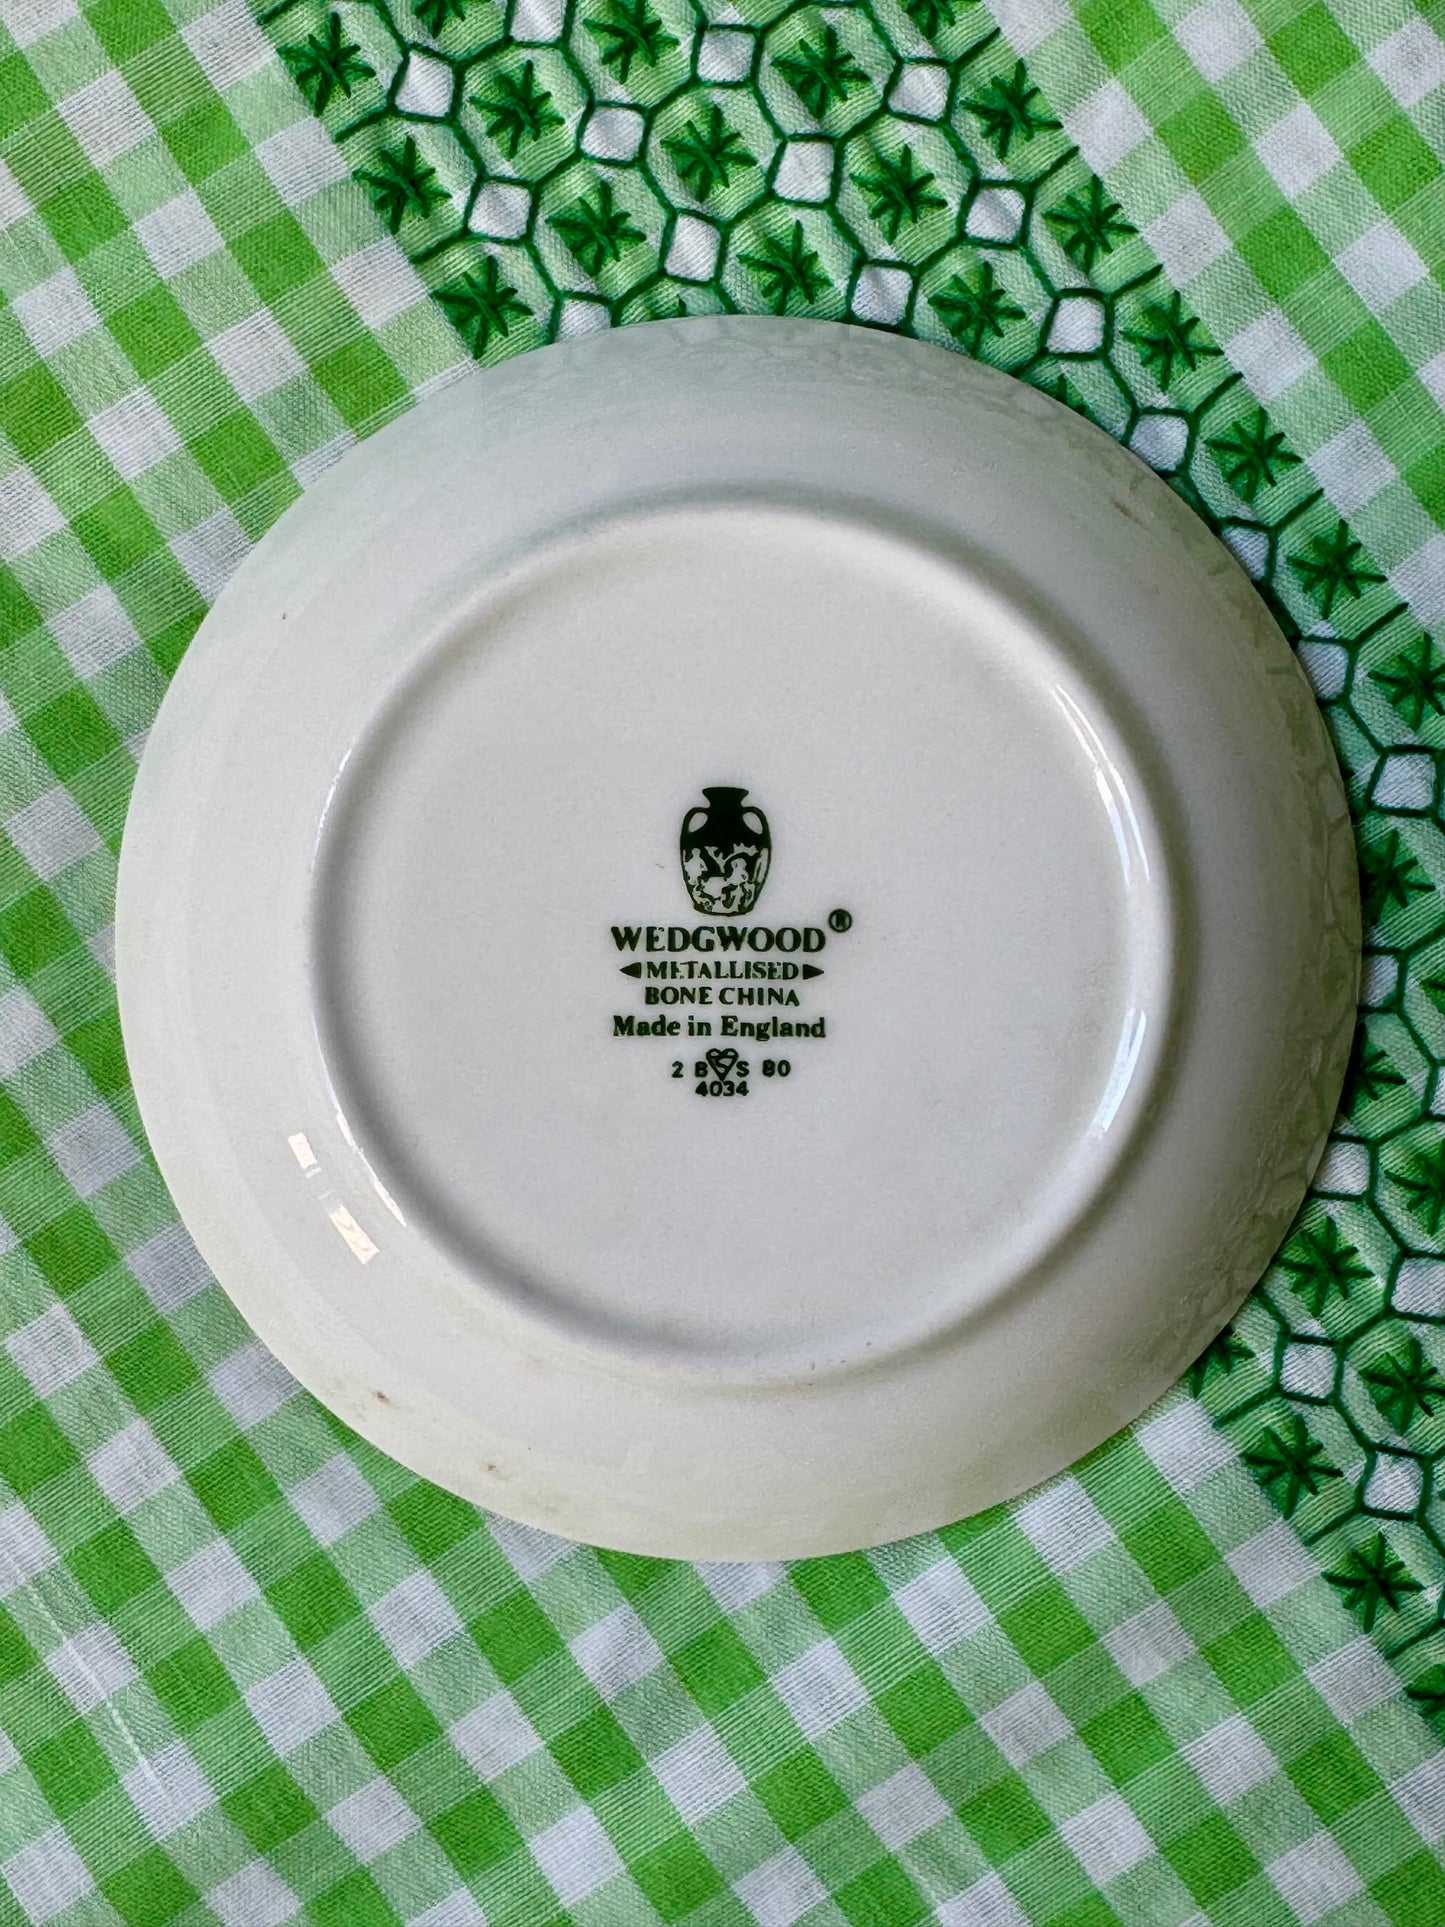 WEDGWOOD®
METALLISED
BONE CHINA
Made in England
2 B S 80
4034